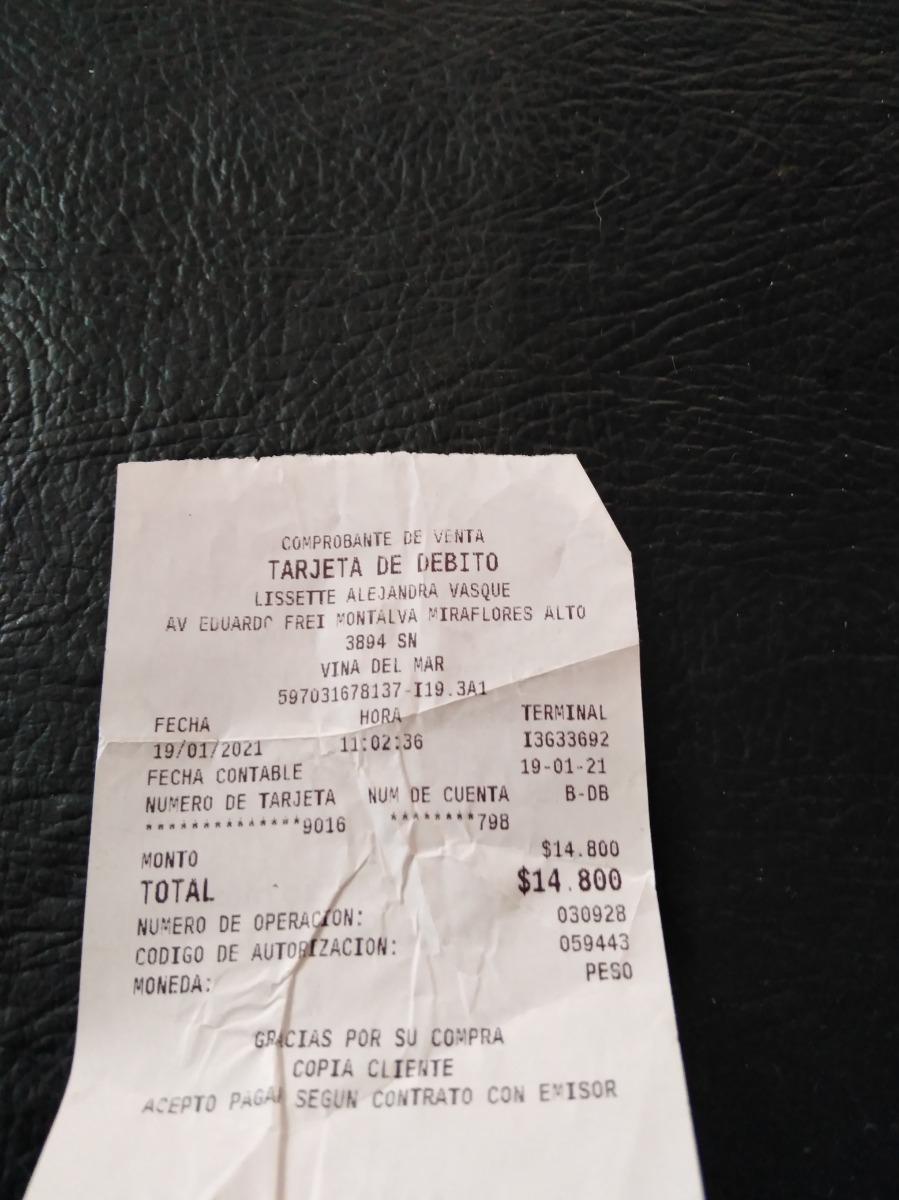 COMPROBANTE DE VENTA
TARJETA DE DEBITO
LISSETTE ALEJANDRA VASQUE
AV EDUARDO FREI MONTALVA MIRAFLORES ALTO
3894 SN
VINA DEL MAR
597031678137-I19.3A1
FECHA HORA TERMINAL
19/01/2021 11:02:36 I3G33692
FECHA CONTABLE 19-01-21
NUMERO DE TARJETA NUM DE CUENTA B-DB
**************9016 ********798
MONTO $14.800
TOTAL $14.800
NUMERO DE OPERACION: 030928
CODIGO DE AUTORIZACION: 059443
MONEDA: PESO
GRACIAS POR SU COMPRA
COPIA CLIENTE
ACEPTO PAGAR SEGUN CONTRATO CON EMISOR